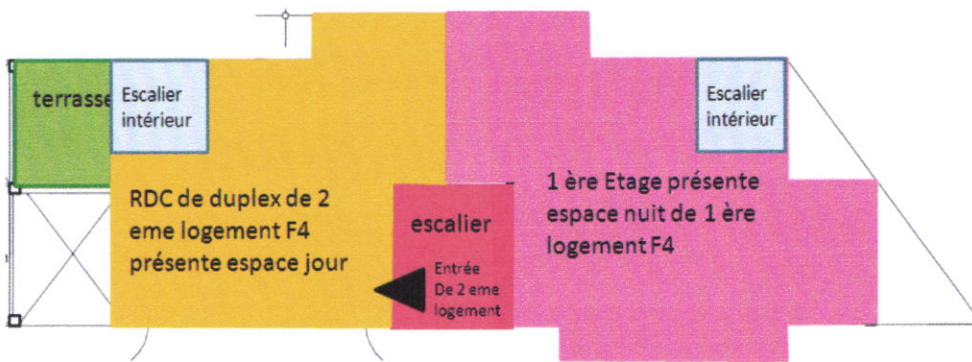 terrasse
Escalier
intérieur
RDC de duplex de 2
eme logement F4
présente espace jour
escalier
Entrée
De 2 eme
logement
1 ère Etage présente
espace nuit de 1 ère
logement F4
Escalier
intérieur